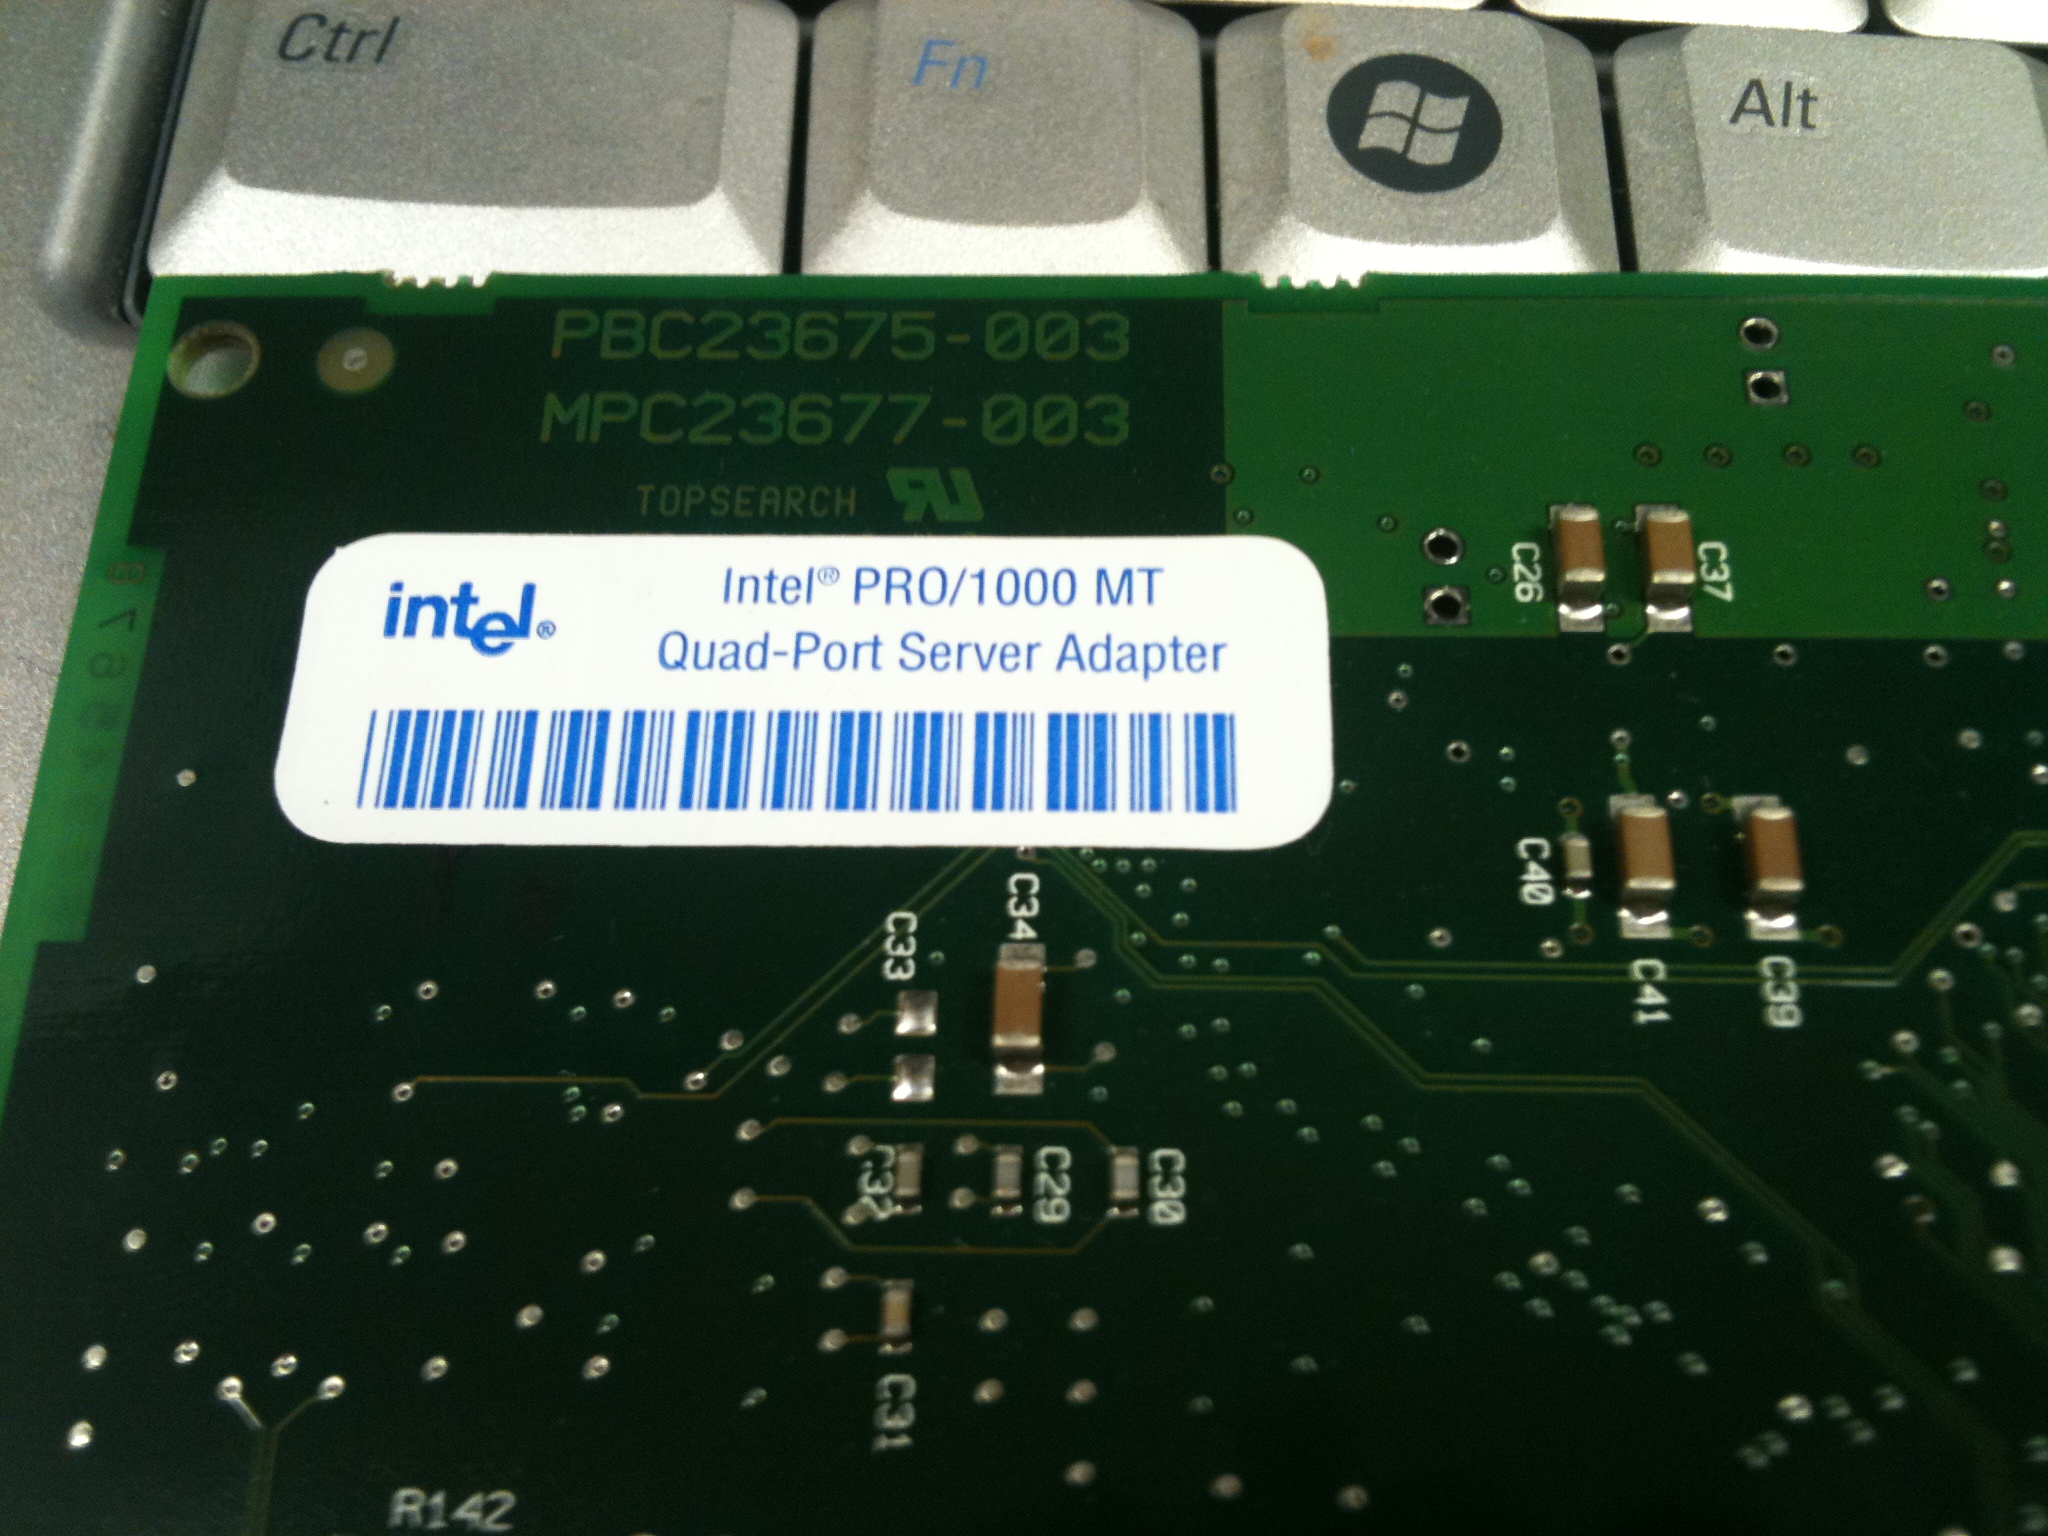 Ctrl
Fn
Alt
PBC23675-003
MPC23677-003
TOPSEARCH
intel®
Intel® PRO/1000 MT
Quad-Port Server Adapter
C26
C37
C40
C41
C39
C34
C33
C32
C29
C30
C31
R142